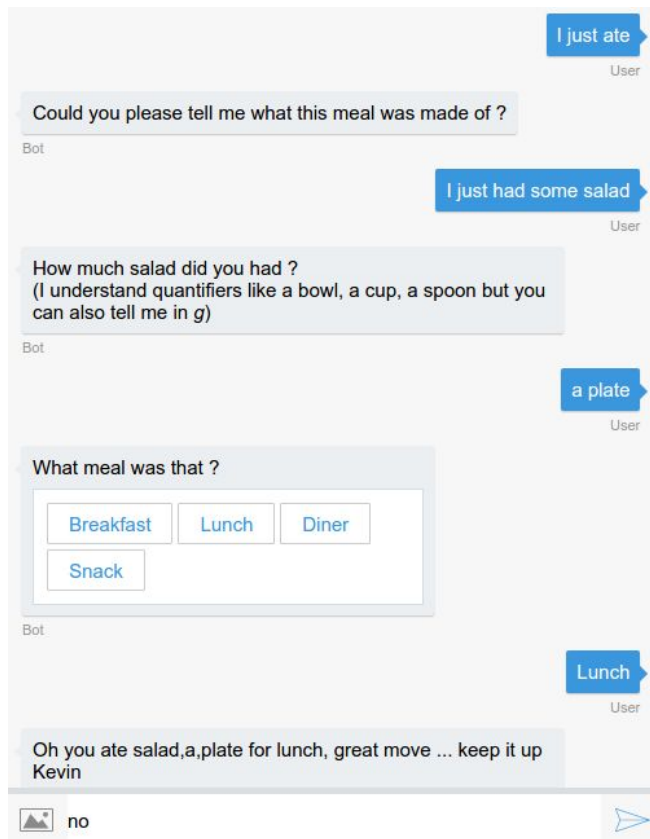 I just ate
User
Could you please tell me what this meal was made of ?
Bot
I just had some salad
User
How much salad did you had ?
(I understand quantifiers like a bowl, a cup, a spoon but you
can also tell me in g)
Bot
a plate
User
What meal was that ?
Breakfast Lunch Diner
Snack
Bot
Lunch
User
Oh you ate salad,a,plate for lunch, great move ... keep it up
Kevin
no